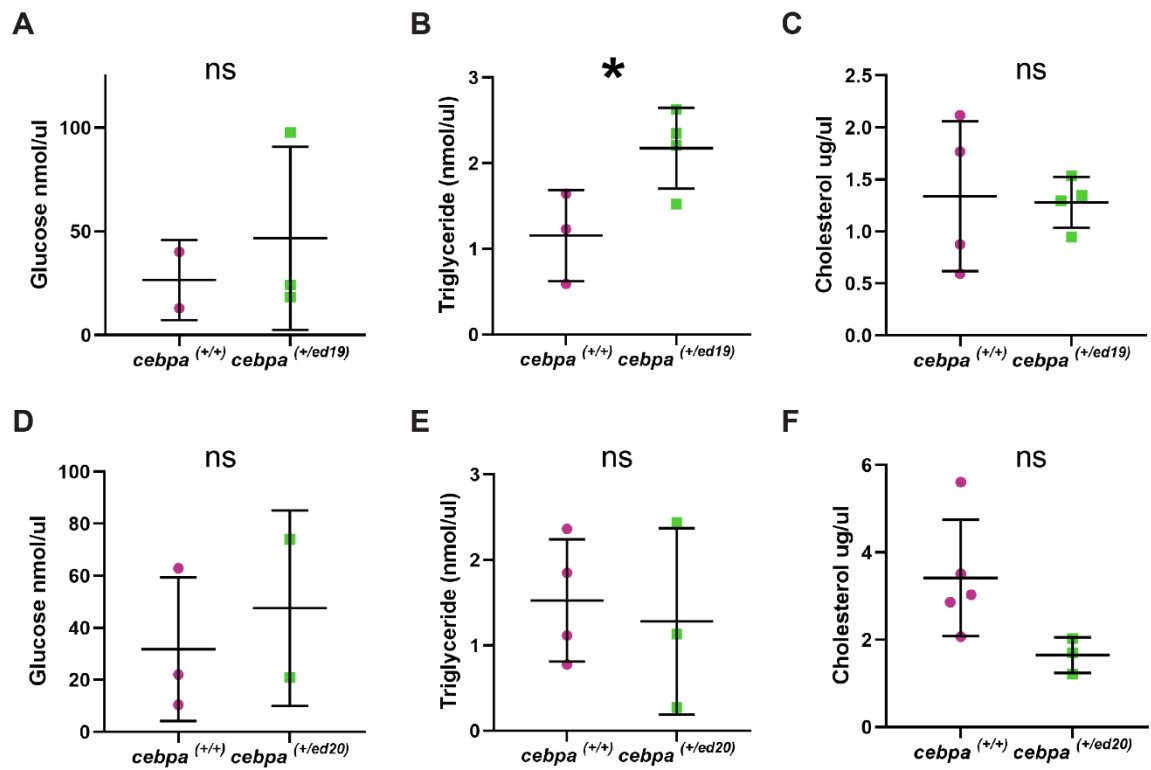 A
ns
Glucose nmol/ul
100
50
0
cebpa (+/+) cebpa (+/ed19)
B
*
Triglyceride (nmol/ul)
3
2
1
0
cebpa (+/+) cebpa (+/ed19)
C
ns
Cholesterol ug/ul
2.5
2.0
1.5
1.0
0.5
0.0
cebpa (+/+) cebpa (+/ed19)
D
ns
Glucose nmol/ul
100
80
60
40
20
0
cebpa (+/+) cebpa (+/ed20)
E
ns
Triglyceride (nmol/ul)
3
2
1
0
cebpa (+/+) cebpa (+/ed20)
F
ns
Cholesterol ug/ul
6
4
2
0
cebpa (+/+) cebpa (+/ed20)